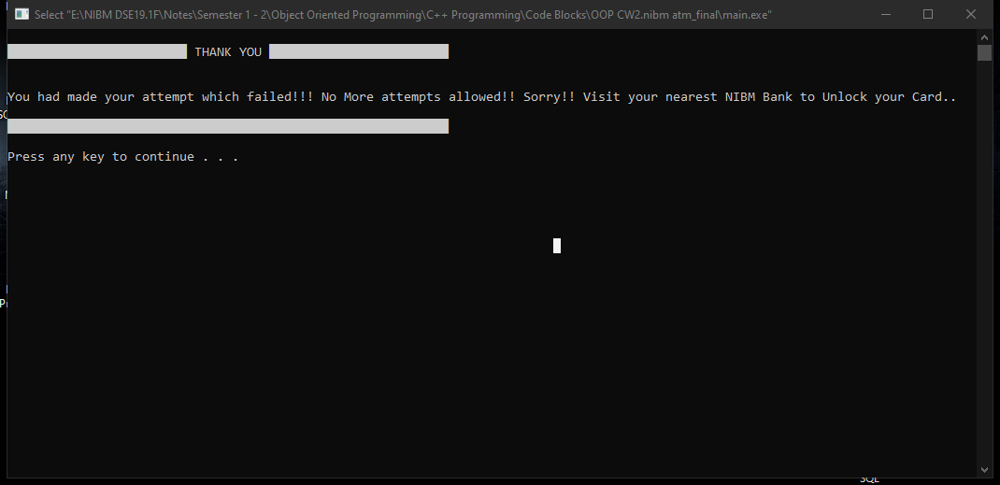 Select "E:\NIBM DSE19.1F\Notes\Semester 1 - 2\Object Oriented Programming\C++ Programming\Code Blocks\OOP CW2.nibm atm_final\main.exe"
THANK YOU
You had made your attempt which failed!!! No More attempts allowed!! Sorry!! Visit your nearest NIBM Bank to Unlock your Card..
Press any key to continue . . .
SQL